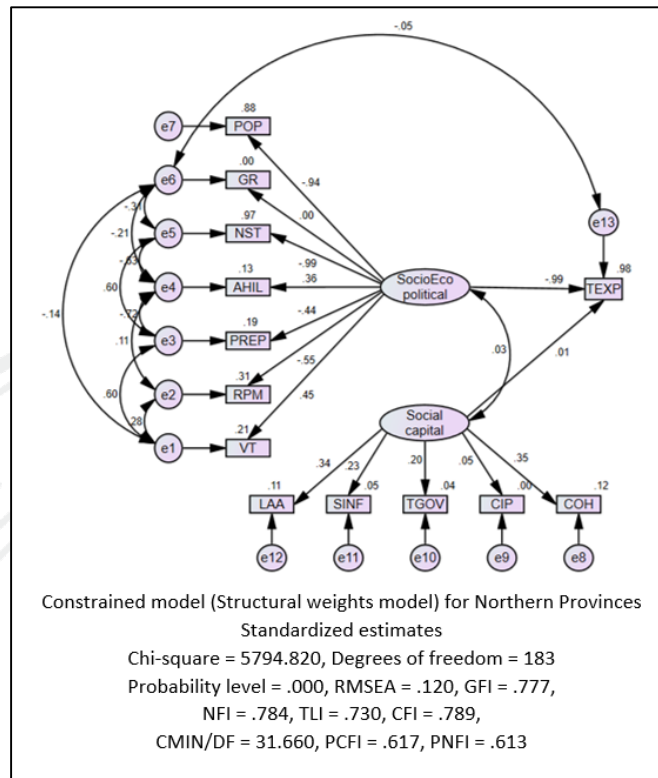 -.05
.88
e7
POP
.00
-.94
e6
GR
-.31
.00
e13
.97
-.21
e5
NST
-.99
.98
-.63
.13
.36
SocioEco
political
-.99
TEXP
.60
e4
AHIL
-.44
-.14
-.72
.19
e3
PREP
.03
.01
.11
-.55
.31
e2
RPM
.45
.60
.28
.21
Social
capital
e1
VT
.34
.23
.20
.05
.35
.11
.05
.04
.00
.12
LAA
SINF
TGOV
CIP
COH
e12
e11
e10
e9
e8
Constrained model (Structural weights model) for Northern Provinces
Standardized estimates
Chi-square = 5794.820, Degrees of freedom = 183
Probability level = .000, RMSEA = .120, GFI = .777,
NFI = .784, TLI = .730, CFI = .789,
CMIN/DF = 31.660, PCFI = .617, PNFI = .613